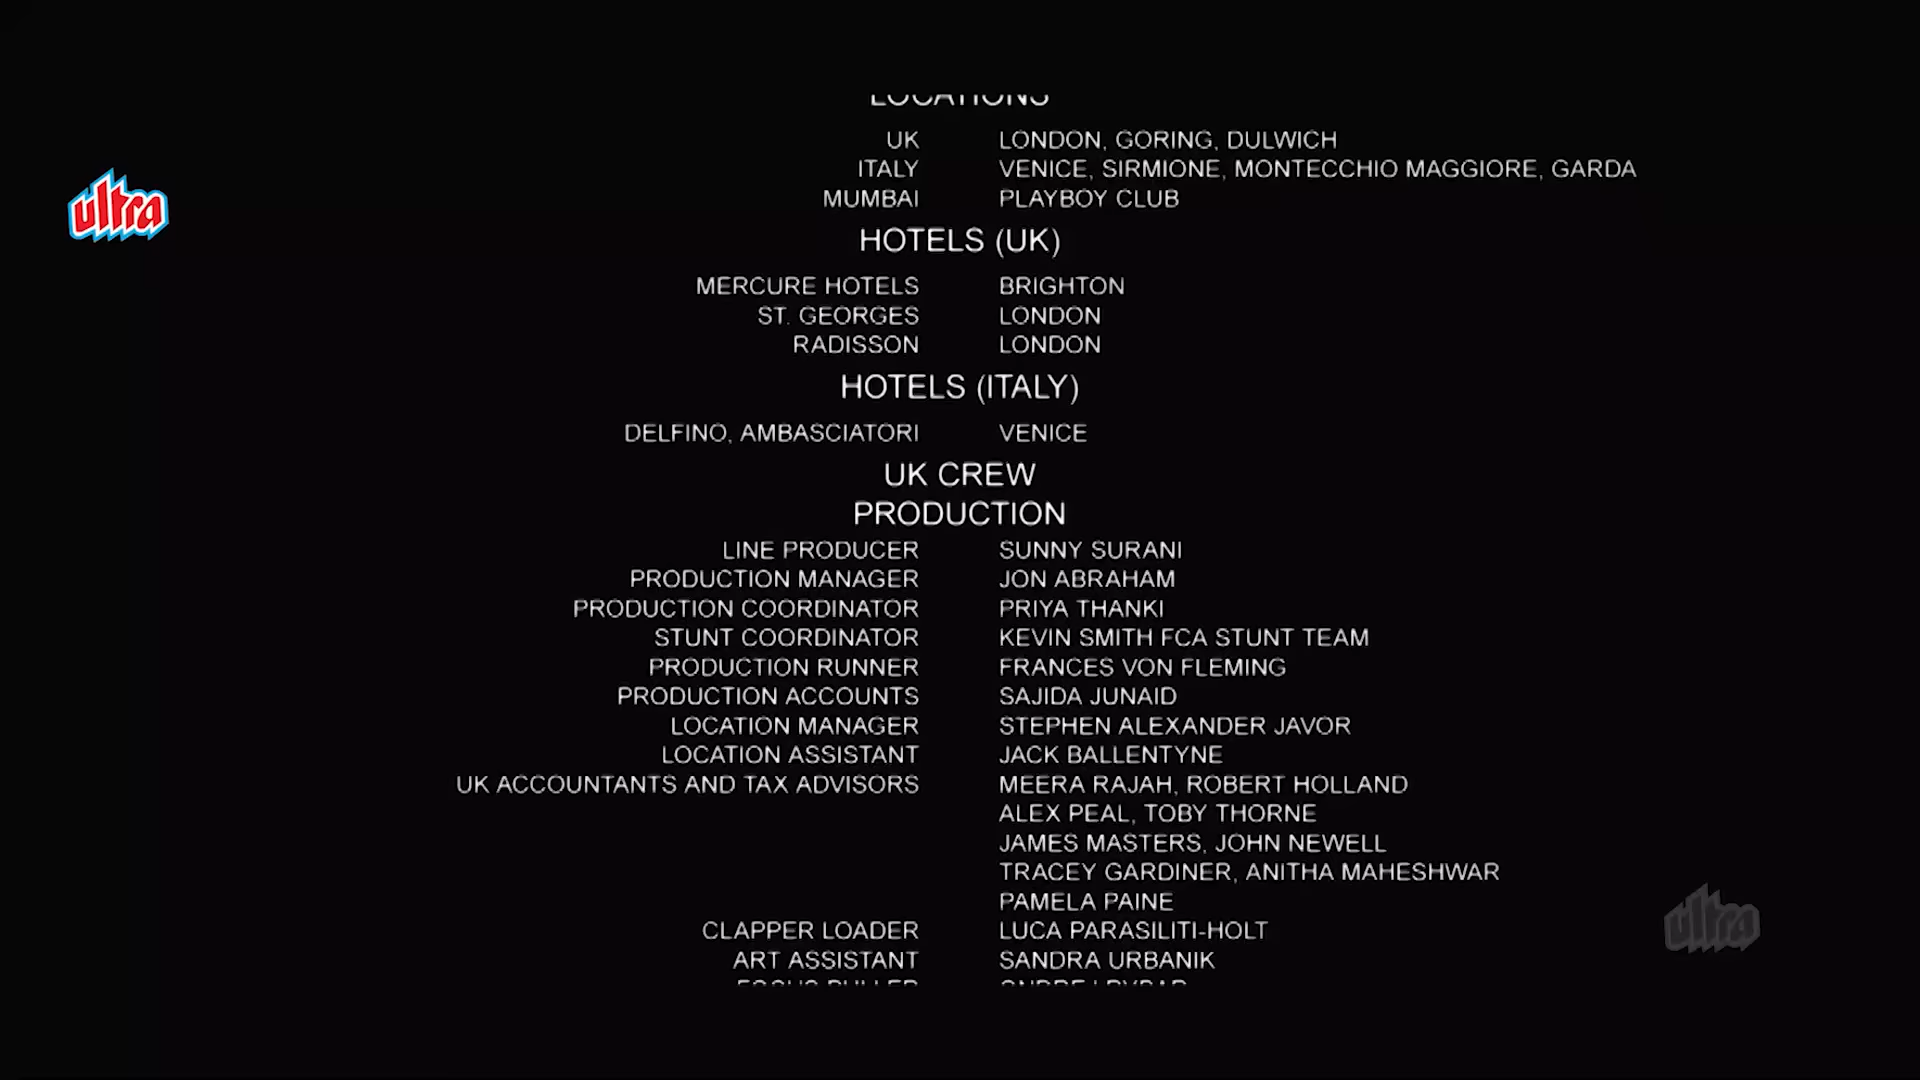 LOCATIONS
UK LONDON, GORING, DULWICH
ITALY VENICE, SIRMIONE, MONTECCHIO MAGGIORE, GARDA
ultra
MUMBAI PLAYBOY CLUB
HOTELS (UK)
MERCURE HOTELS BRIGHTON
ST. GEORGES LONDON
RADISSON LONDON
HOTELS (ITALY)
DELFINO, AMBASCIATORI VENICE
UK CREW
PRODUCTION
LINE PRODUCER SUNNY SURANI
PRODUCTION MANAGER JON ABRAHAM
PRODUCTION COORDINATOR PRIYA THANKI
STUNT COORDINATOR KEVIN SMITH FCA STUNT TEAM
PRODUCTION RUNNER FRANCES VON FLEMING
PRODUCTION ACCOUNTS SAJIDA JUNAID
LOCATION MANAGER STEPHEN ALEXANDER JAVOR
LOCATION ASSISTANT JACK BALLENTYNE
UK ACCOUNTANTS AND TAX ADVISORS MEERA RAJAH, ROBERT HOLLAND
ALEX PEAL, TOBY THORNE
JAMES MASTERS, JOHN NEWELL
TRACEY GARDINER, ANITHA MAHESHWAR
PAMELA PAINE
CLAPPER LOADER LUCA PARASILITI-HOLT
ultra
ART ASSISTANT SANDRA URBANIK
FOCUS PULLER